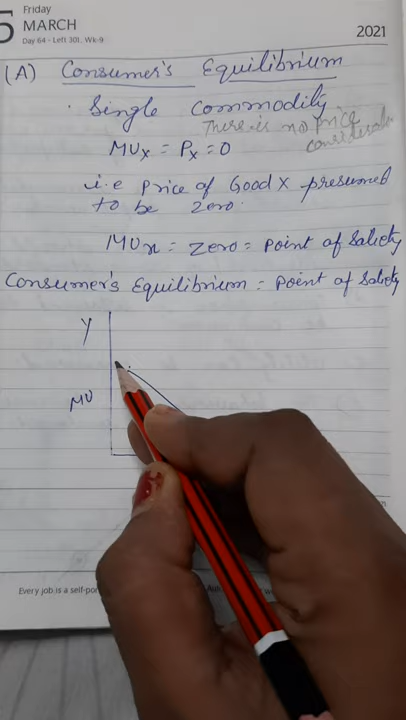 5 Friday
MARCH
Day 64 - Left 301, Wk-9
2021
(A) Consumer's Equilibrium
Single Commodity
There is no price
consideration
MUx = Px = 0
i.e price of Good X presumed
to be zero.
MUx = Zero = point of Satiety
Consumer's Equilibrium = point of Satiety
Y
MU
Every job is a self-por